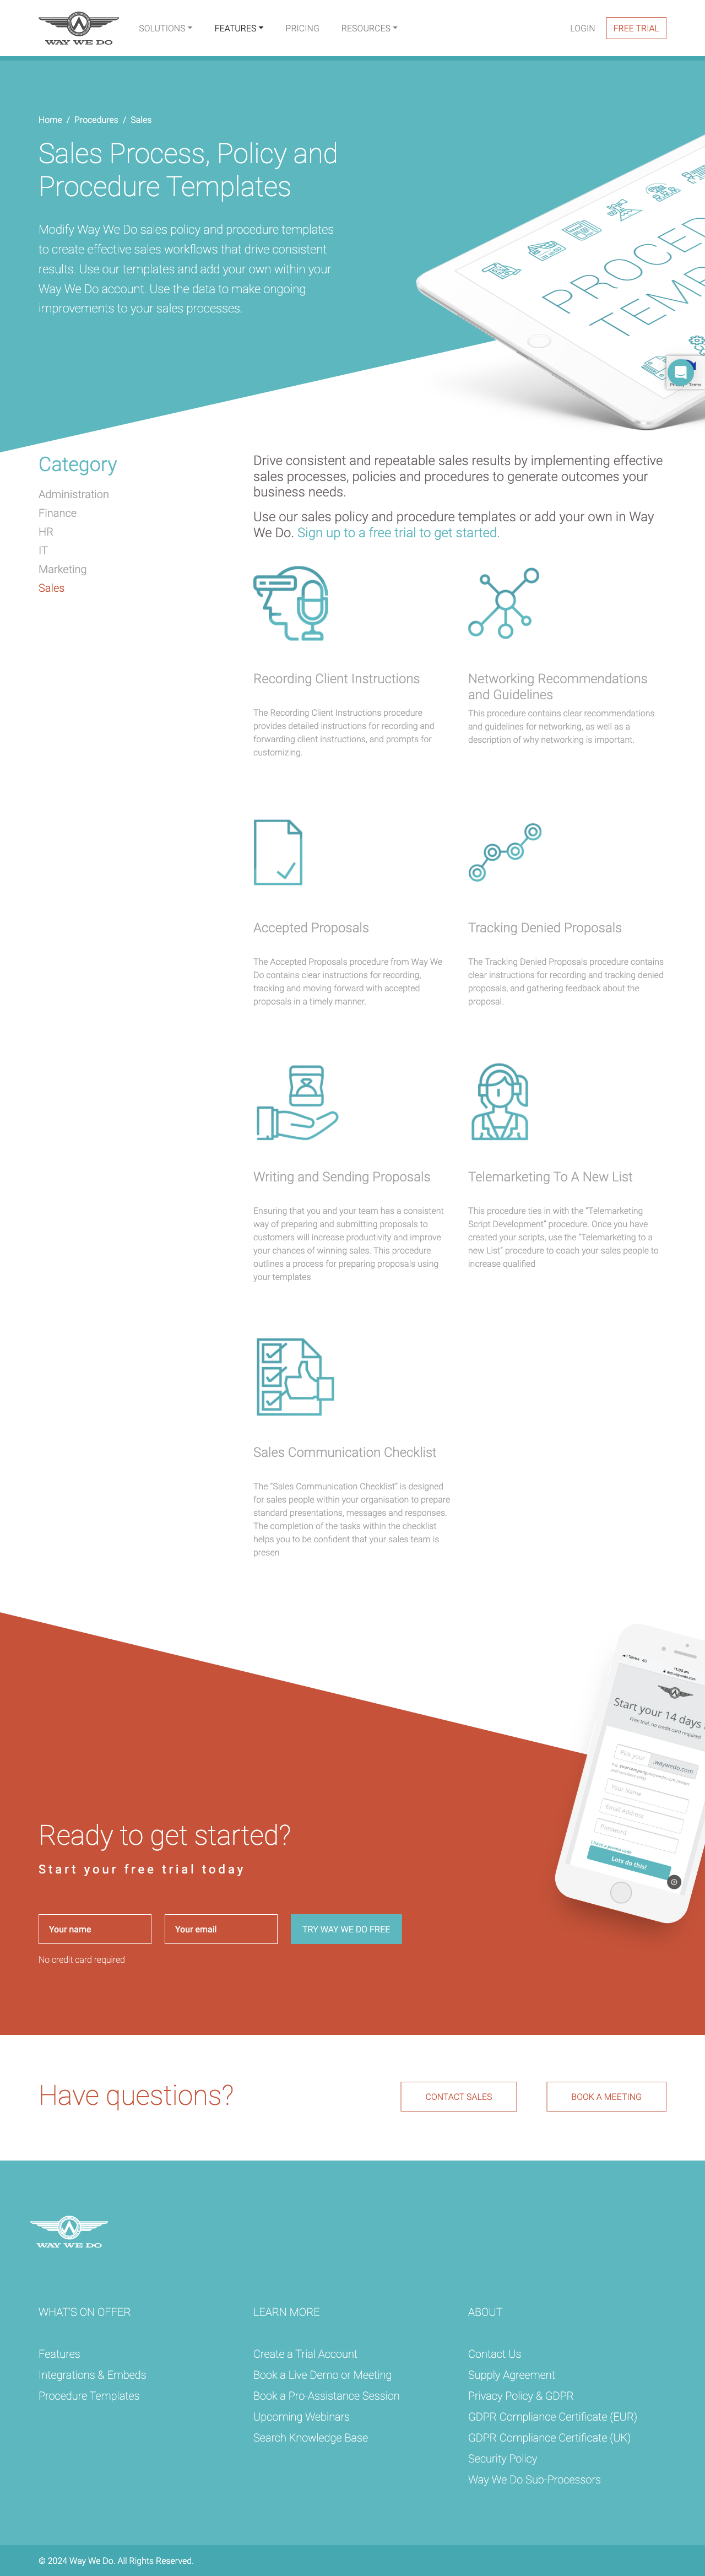 WAY WE DO
SOLUTIONS
FEATURES
PRICING
RESOURCES
LOGIN
FREE TRIAL
Home / Procedures / Sales
Sales Process, Policy and
Procedure Templates
Modify Way We Do sales policy and procedure templates
to create effective sales workflows that drive consistent
results. Use our templates and add your own within your
Way We Do account. Use the data to make ongoing
improvements to your sales processes.
Terms
Category
Administration
Finance
HR
IT
Marketing
Sales
Drive consistent and repeatable sales results by implementing effective
sales processes, policies and procedures to generate outcomes your
business needs.
Use our sales policy and procedure templates or add your own in Way
We Do. Sign up to a free trial to get started.
Recording Client Instructions
The Recording Client Instructions procedure
provides detailed instructions for recording and
forwarding client instructions, and prompts for
customizing.
Networking Recommendations
and Guidelines
This procedure contains clear recommendations
and guidelines for networking, as well as a
description of why networking is important.
Accepted Proposals
The Accepted Proposals procedure from Way We
Do contains clear instructions for recording,
tracking and moving forward with accepted
proposals in a timely manner.
Tracking Denied Proposals
The Tracking Denied Proposals procedure contains
clear instructions for recording and tracking denied
proposals, and gathering feedback about the
proposal.
Writing and Sending Proposals
Ensuring that you and your team has a consistent
way of preparing and submitting proposals to
customers will increase productivity and improve
your chances of winning sales. This procedure
outlines a process for preparing proposals using
your templates
Telemarketing To A New List
This procedure ties in with the "Telemarketing
Script Development" procedure. Once you have
created your scripts, use the "Telemarketing to a
new List" procedure to coach your sales people to
increase qualified
Sales Communication Checklist
The "Sales Communication Checklist" is designed
for sales people within your organisation to prepare
standard presentations, messages and responses.
The completion of the tasks within the checklist
helps you to be confident that your sales team is
presen
Start your 14 days
Free trial, no credit card required
Pick your
.waywedo.com
Your Name
Email Address
Password
I have a promo code
Lets do this!
Ready to get started?
Start your free trial today
Your name
Your email
TRY WAY WE DO FREE
No credit card required
Have questions?
CONTACT SALES
BOOK A MEETING
WAY WE DO
WHAT'S ON OFFER
Features
Integrations & Embeds
Procedure Templates
LEARN MORE
Create a Trial Account
Book a Live Demo or Meeting
Book a Pro-Assistance Session
Upcoming Webinars
Search Knowledge Base
ABOUT
Contact Us
Supply Agreement
Privacy Policy & GDPR
GDPR Compliance Certificate (EUR)
GDPR Compliance Certificate (UK)
Security Policy
Way We Do Sub-Processors
© 2024 Way We Do. All Rights Reserved.